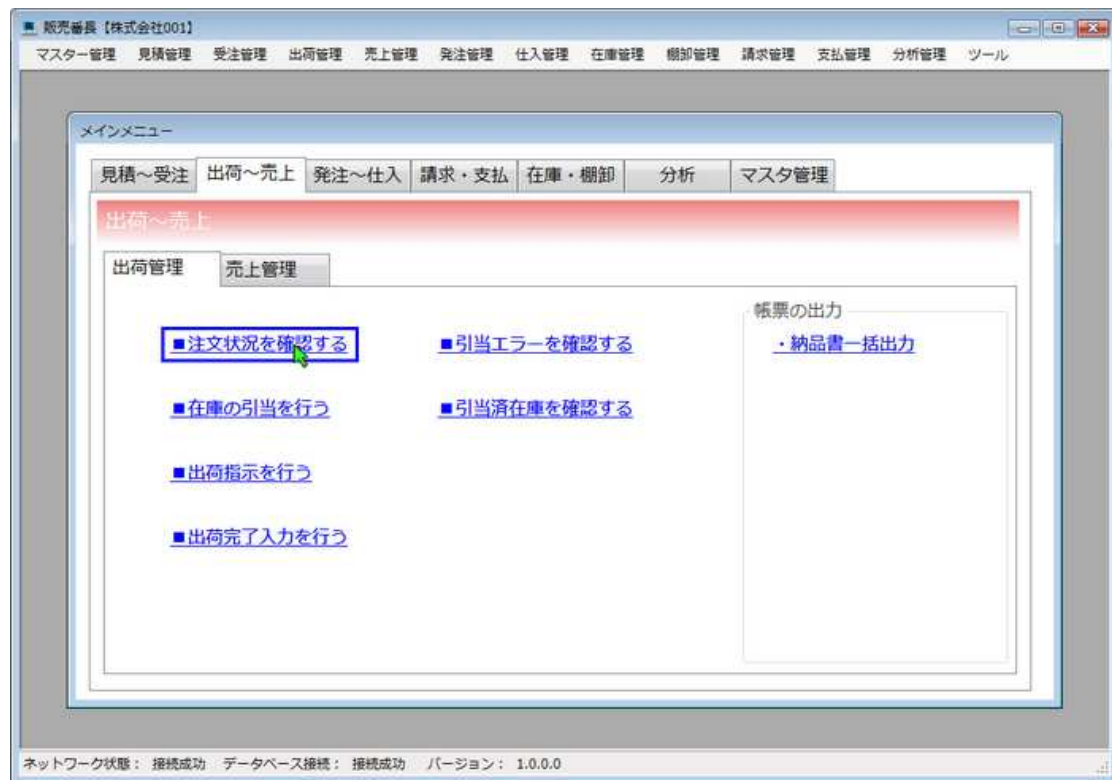 販売番長【株式会社001】
マスター管理 見積管理 受注管理 出荷管理 売上管理 発注管理 仕入管理 在庫管理 棚卸管理 請求管理 支払管理 分析管理 ツール
メインメニュー
見積～受注 出荷～売上 発注～仕入 請求・支払 在庫・棚卸 分析 マスタ管理
出荷～売上
出荷管理 売上管理
帳票の出力
■注文状況を確認する ■引当エラーを確認する ・納品書一括出力
■在庫の引当を行う ■引当済在庫を確認する
■出荷指示を行う
■出荷完了入力を行う
ネットワーク状態： 接続成功 データベース接続： 接続成功 バージョン： 1.0.0.0